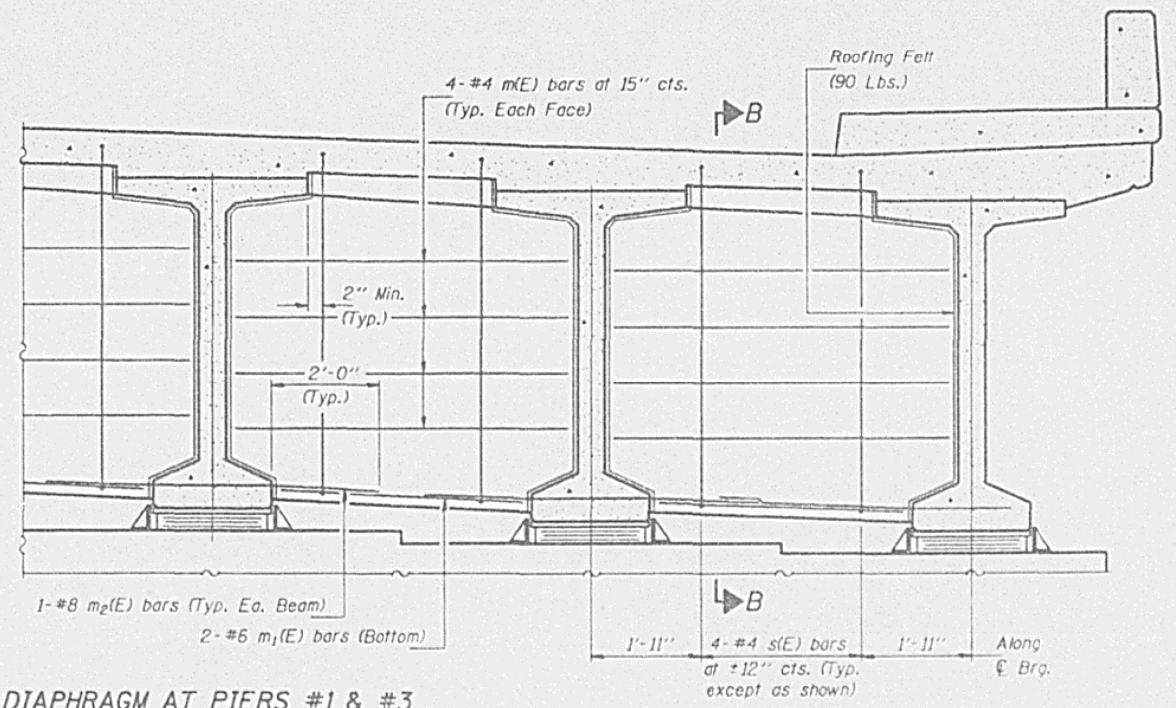 Roofing Felt
(90 Lbs.)
4-#4 m(E) bars at 15" cts.
(Typ. Each Face)
B
2" Min.
(Typ.)
2'-0"
(Typ.)
B
1-#8 m₂(E) bars (Typ. Ea. Beam)
2-#6 m₁(E) bars (Bottom)
1'-11"
4-#4 s(E) bars
at ±12" cts. (Typ.
except as shown)
1'-11"
Along
℄ Brg.
DIAPHRAGM AT PIERS #1 & #3